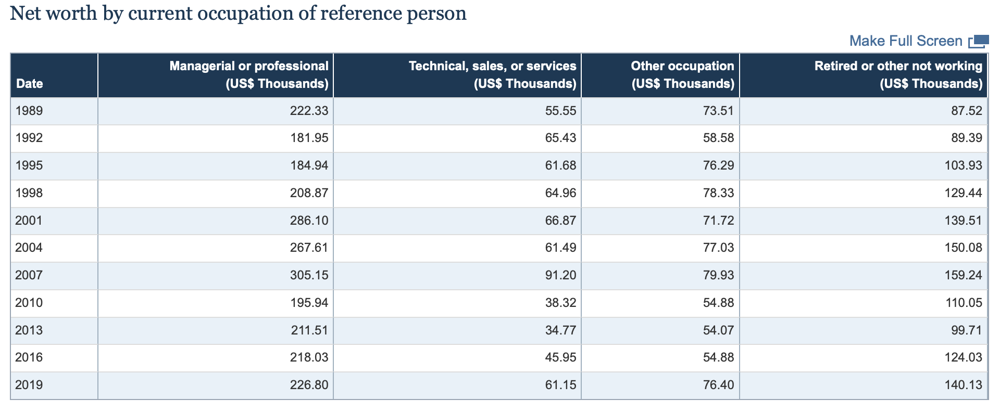 Net worth by current occupation of reference person
Make Full Screen
Date Managerial or professional (US$ Thousands) Technical, sales, or services (US$ Thousands) Other occupation (US$ Thousands) Retired or other not working (US$ Thousands)
1989 222.33 55.55 73.51 87.52
1992 181.95 65.43 58.58 89.39
1995 184.94 61.68 76.29 103.93
1998 208.87 64.96 78.33 129.44
2001 286.10 66.87 71.72 139.51
2004 267.61 61.49 77.03 150.08
2007 305.15 91.20 79.93 159.24
2010 195.94 38.32 54.88 110.05
2013 211.51 34.77 54.07 99.71
2016 218.03 45.95 54.88 124.03
2019 226.80 61.15 76.40 140.13